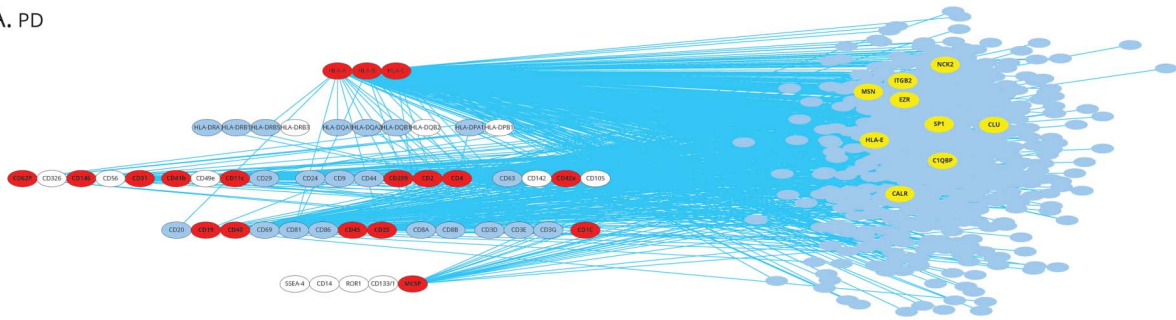 A. PD
NCK2
HLA-A HLA-B HLA-C
ITGB2
MSN
EZR
HLA-DRA HLA-DRB1 HLA-DRB5 HLA-DRB3 HLA-DQA1 HLA-DQA2 HLA-DQB1 HLA-DQB2 HLA-DPA1 HLA-DPB1
SP1 CLU
HLA-E
C1QBP
CD62P CD326 CD146 CD56 CD31 CD41b CD49e CD11c CD29 CD24 CD9 CD44 CD209 CD2 CD4 CD63 CD142 CD42a CD105
CALR
CD20 CD19 CD40 CD69 CD81 CD86 CD45 CD25 CD8A CD8B CD3D CD3E CD3G CD1C
SSEA-4 CD14 ROR1 CD133/1 MCSP